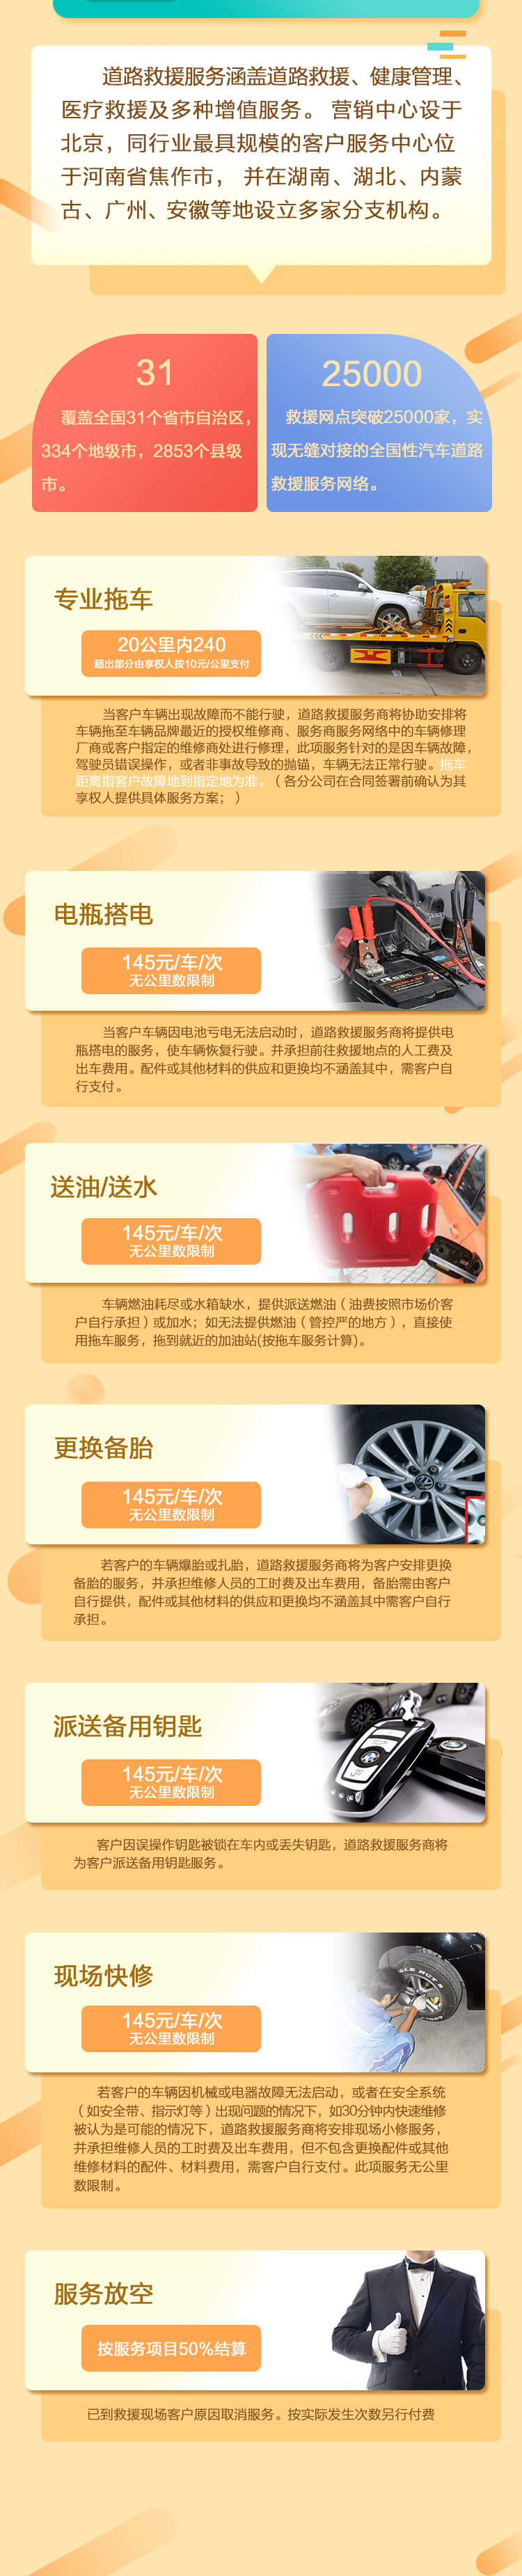 道路救援服务涵盖道路救援、健康管理、
医疗救援及多种增值服务。 营销中心设于
北京，同行业最具规模的客户服务中心位
于河南省焦作市， 并在湖南、湖北、内蒙
古、广州、安徽等地设立多家分支机构。
31
覆盖全国31个省市自治区，
334个地级市，2853个县级
市。
25000
救援网点突破25000家，实
现无缝对接的全国性汽车道路
救援服务网络。
专业拖车
20公里内240
超出部分由享权人按10元/公里支付
当客户车辆出现故障而不能行驶，道路救援服务商将协助安排将
车辆拖至车辆品牌最近的授权维修商、服务商服务网络中的车辆修理
厂商或客户指定的维修商处进行修理，此项服务针对的是因车辆故障，
驾驶员错误操作，或者非事故导致的抛锚，车辆无法正常行驶。拖车
距离指客户故障地到指定地为准。（各分公司在合同签署前确认为其
享权人提供具体服务方案；）
电瓶搭电
145元/车/次
无公里数限制
当客户车辆因电池亏电无法启动时，道路救援服务商将提供电
瓶搭电的服务，使车辆恢复行驶。并承担前往救援地点的人工费及
出车费用。配件或其他材料的供应和更换均不涵盖其中，需客户自
行支付。
送油/送水
145元/车/次
无公里数限制
车辆燃油耗尽或水箱缺水，提供派送燃油（油费按照市场价客
户自行承担）或加水；如无法提供燃油（管控严的地方），直接使
用拖车服务，拖到就近的加油站(按拖车服务计算)。
更换备胎
145元/车/次
无公里数限制
若客户的车辆爆胎或扎胎，道路救援服务商将为客户安排更换
备胎的服务，并承担维修人员的工时费及出车费用，备胎需由客户
自行提供，配件或其他材料的供应和更换均不涵盖其中需客户自行
承担。
派送备用钥匙
145元/车/次
无公里数限制
客户因误操作钥匙被锁在车内或丢失钥匙，道路救援服务商将
为客户派送备用钥匙服务。
现场快修
145元/车/次
无公里数限制
若客户的车辆因机械或电器故障无法启动，或者在安全系统
（如安全带、指示灯等）出现问题的情况下，如30分钟内快速维修
被认为是可能的情况下，道路救援服务商将安排现场小修服务，
并承担维修人员的工时费及出车费用，但不包含更换配件或其他
维修材料的配件、材料费用，需客户自行支付。此项服务无公里
数限制。
服务放空
按服务项目50%结算
已到救援现场客户原因取消服务。按实际发生次数另行付费